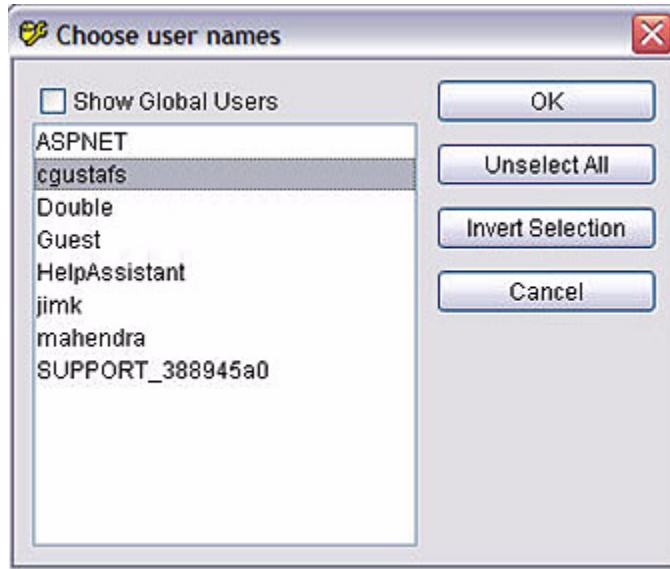 Choose user names
Show Global Users
ASPNET
cgustafs
Double
Guest
HelpAssistant
jimk
mahendra
SUPPORT_388945a0
OK
Unselect All
Invert Selection
Cancel